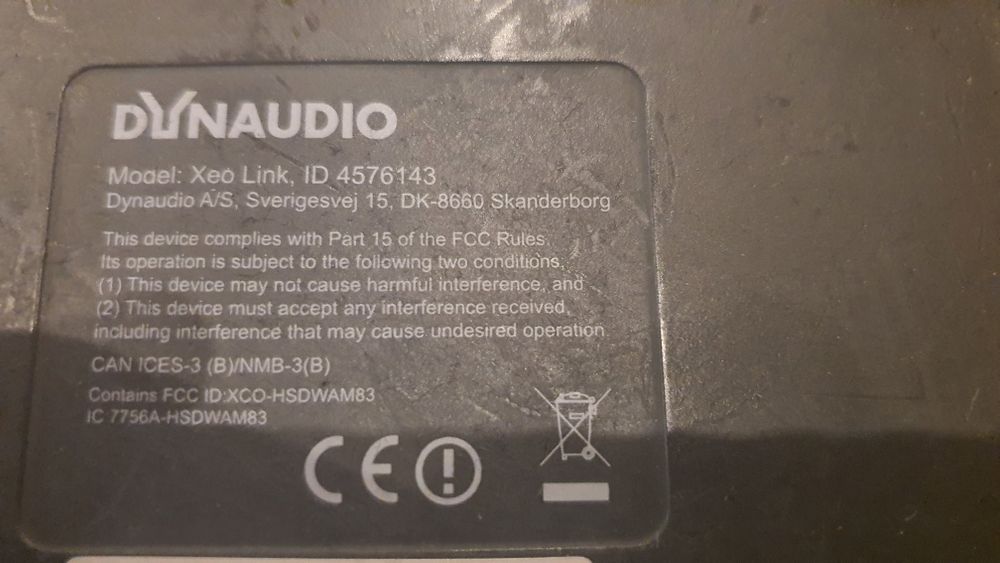 DYNAUDIO
Model: Xeo Link, ID 4576143
Dynaudio A/S, Sverigesvej 15, DK-8660 Skanderborg
This device complies with Part 15 of the FCC Rules.
Its operation is subject to the following two conditions.
(1) This device may not cause harmful interference, and
(2) This device must accept any interference received,
including interference that may cause undesired operation
CAN ICES-3 (B)/NMB-3(B)
Contains FCC ID:XCO-HSDWAM83
IC 7756A-HSDWAM83
CE